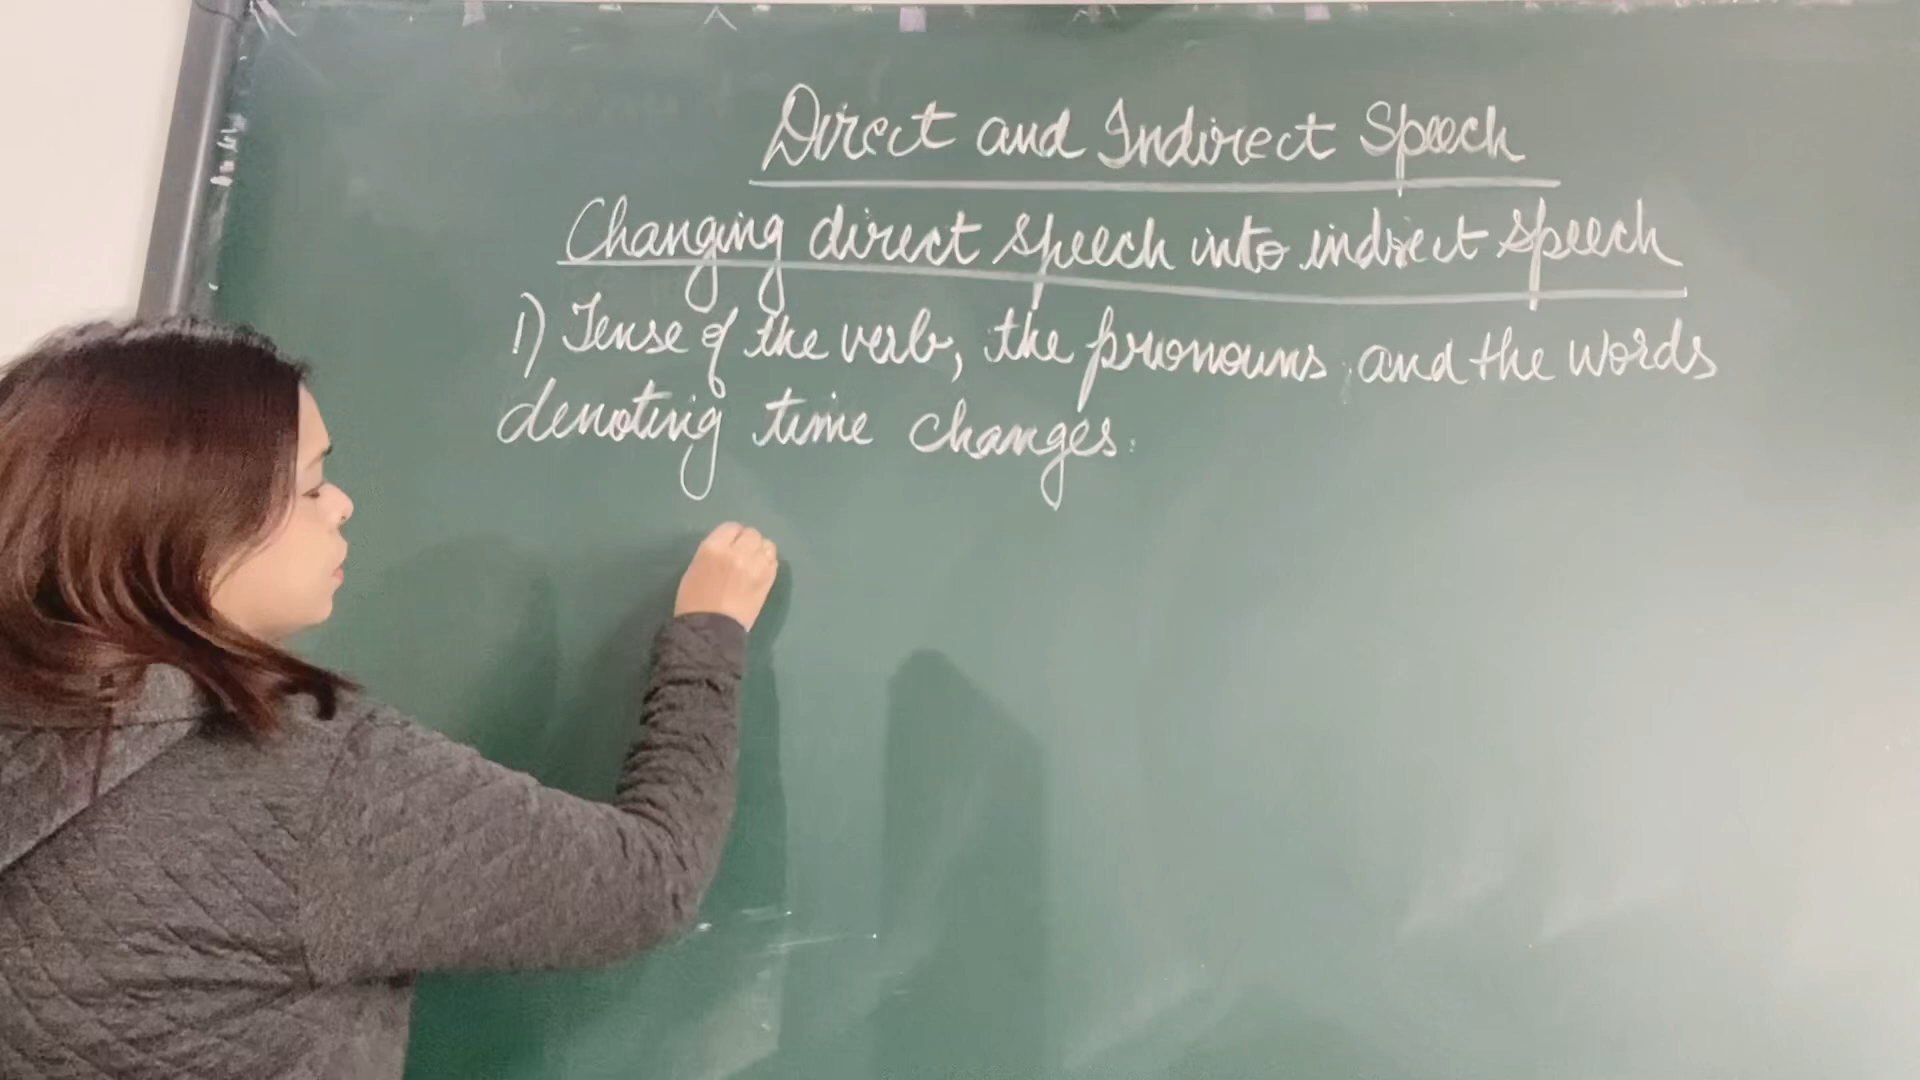 Direct and Indirect Speech
Changing direct speech into indirect speech
1) Tense of the verb, the pronouns, and the words
denoting time changes.